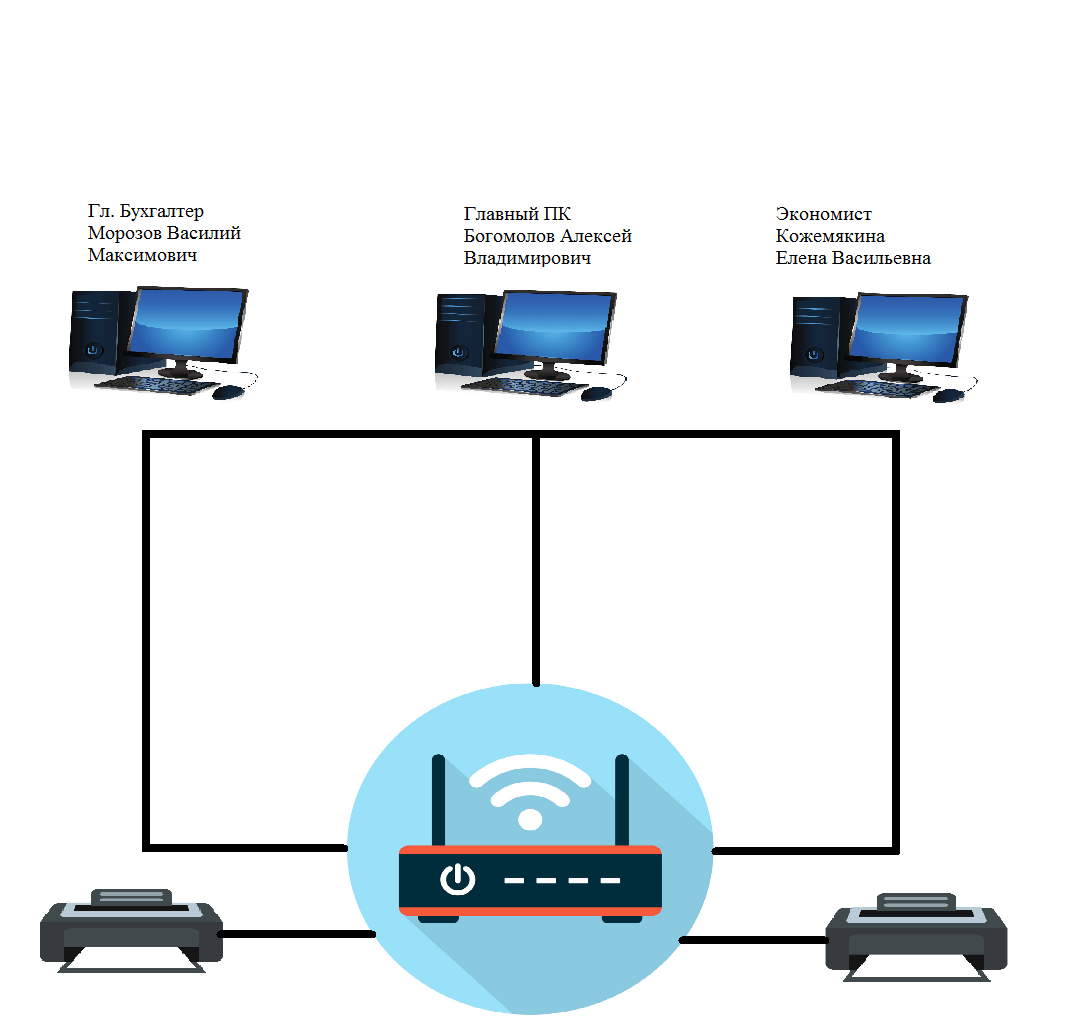 Гл. Бухгалтер
Морозов Василий
Максимович
Главный ПК
Богомолов Алексей
Владимирович
Экономист
Кожемякина
Елена Васильевна